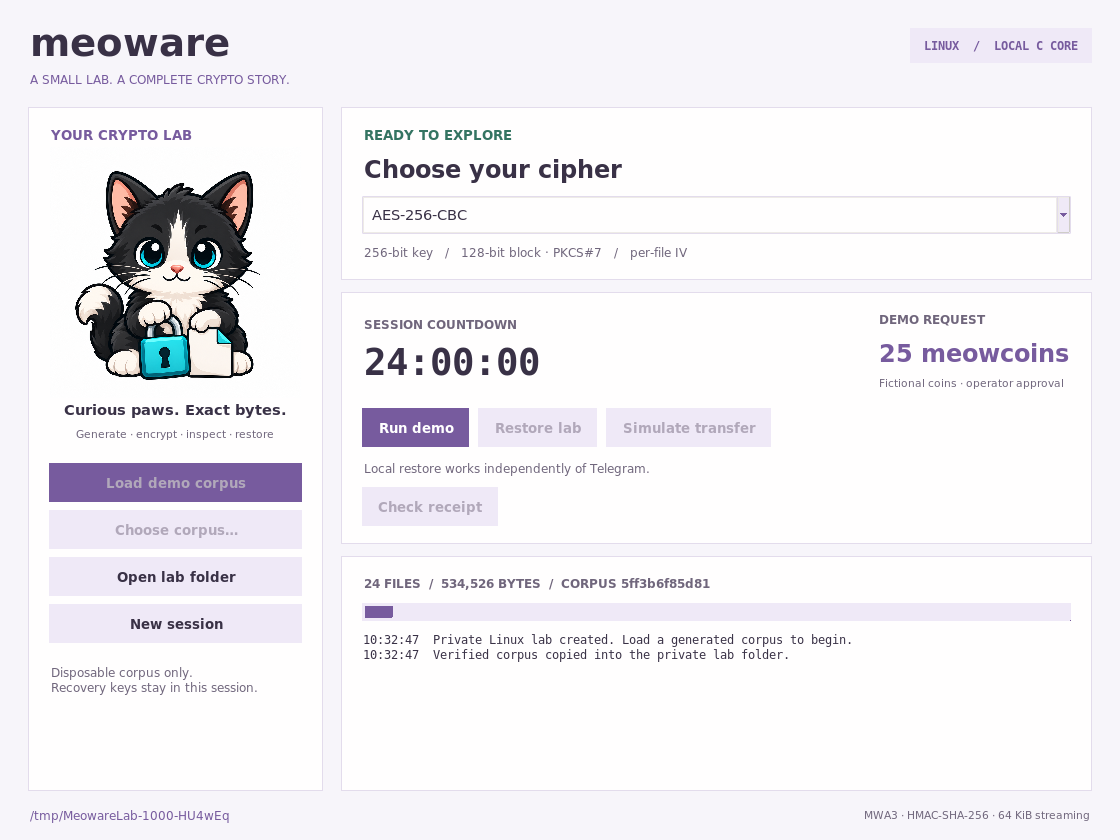 meoware
LINUX / LOCAL C CORE
A SMALL LAB. A COMPLETE CRYPTO STORY.
YOUR CRYPTO LAB
Curious paws. Exact bytes.
Generate · encrypt · inspect · restore
Load demo corpus
Choose corpus…
Open lab folder
New session
Disposable corpus only.
Recovery keys stay in this session.
READY TO EXPLORE
Choose your cipher
AES-256-CBC
256-bit key / 128-bit block · PKCS#7 / per-file IV
SESSION COUNTDOWN
24:00:00
DEMO REQUEST
25 meowcoins
Fictional coins · operator approval
Run demo
Restore lab
Simulate transfer
Local restore works independently of Telegram.
Check receipt
24 FILES / 534,526 BYTES / CORPUS 5ff3b6f85d81
10:32:47 Private Linux lab created. Load a generated corpus to begin.
10:32:47 Verified corpus copied into the private lab folder.
/tmp/MeowareLab-1000-HU4wEq
MWA3 · HMAC-SHA-256 · 64 KiB streaming